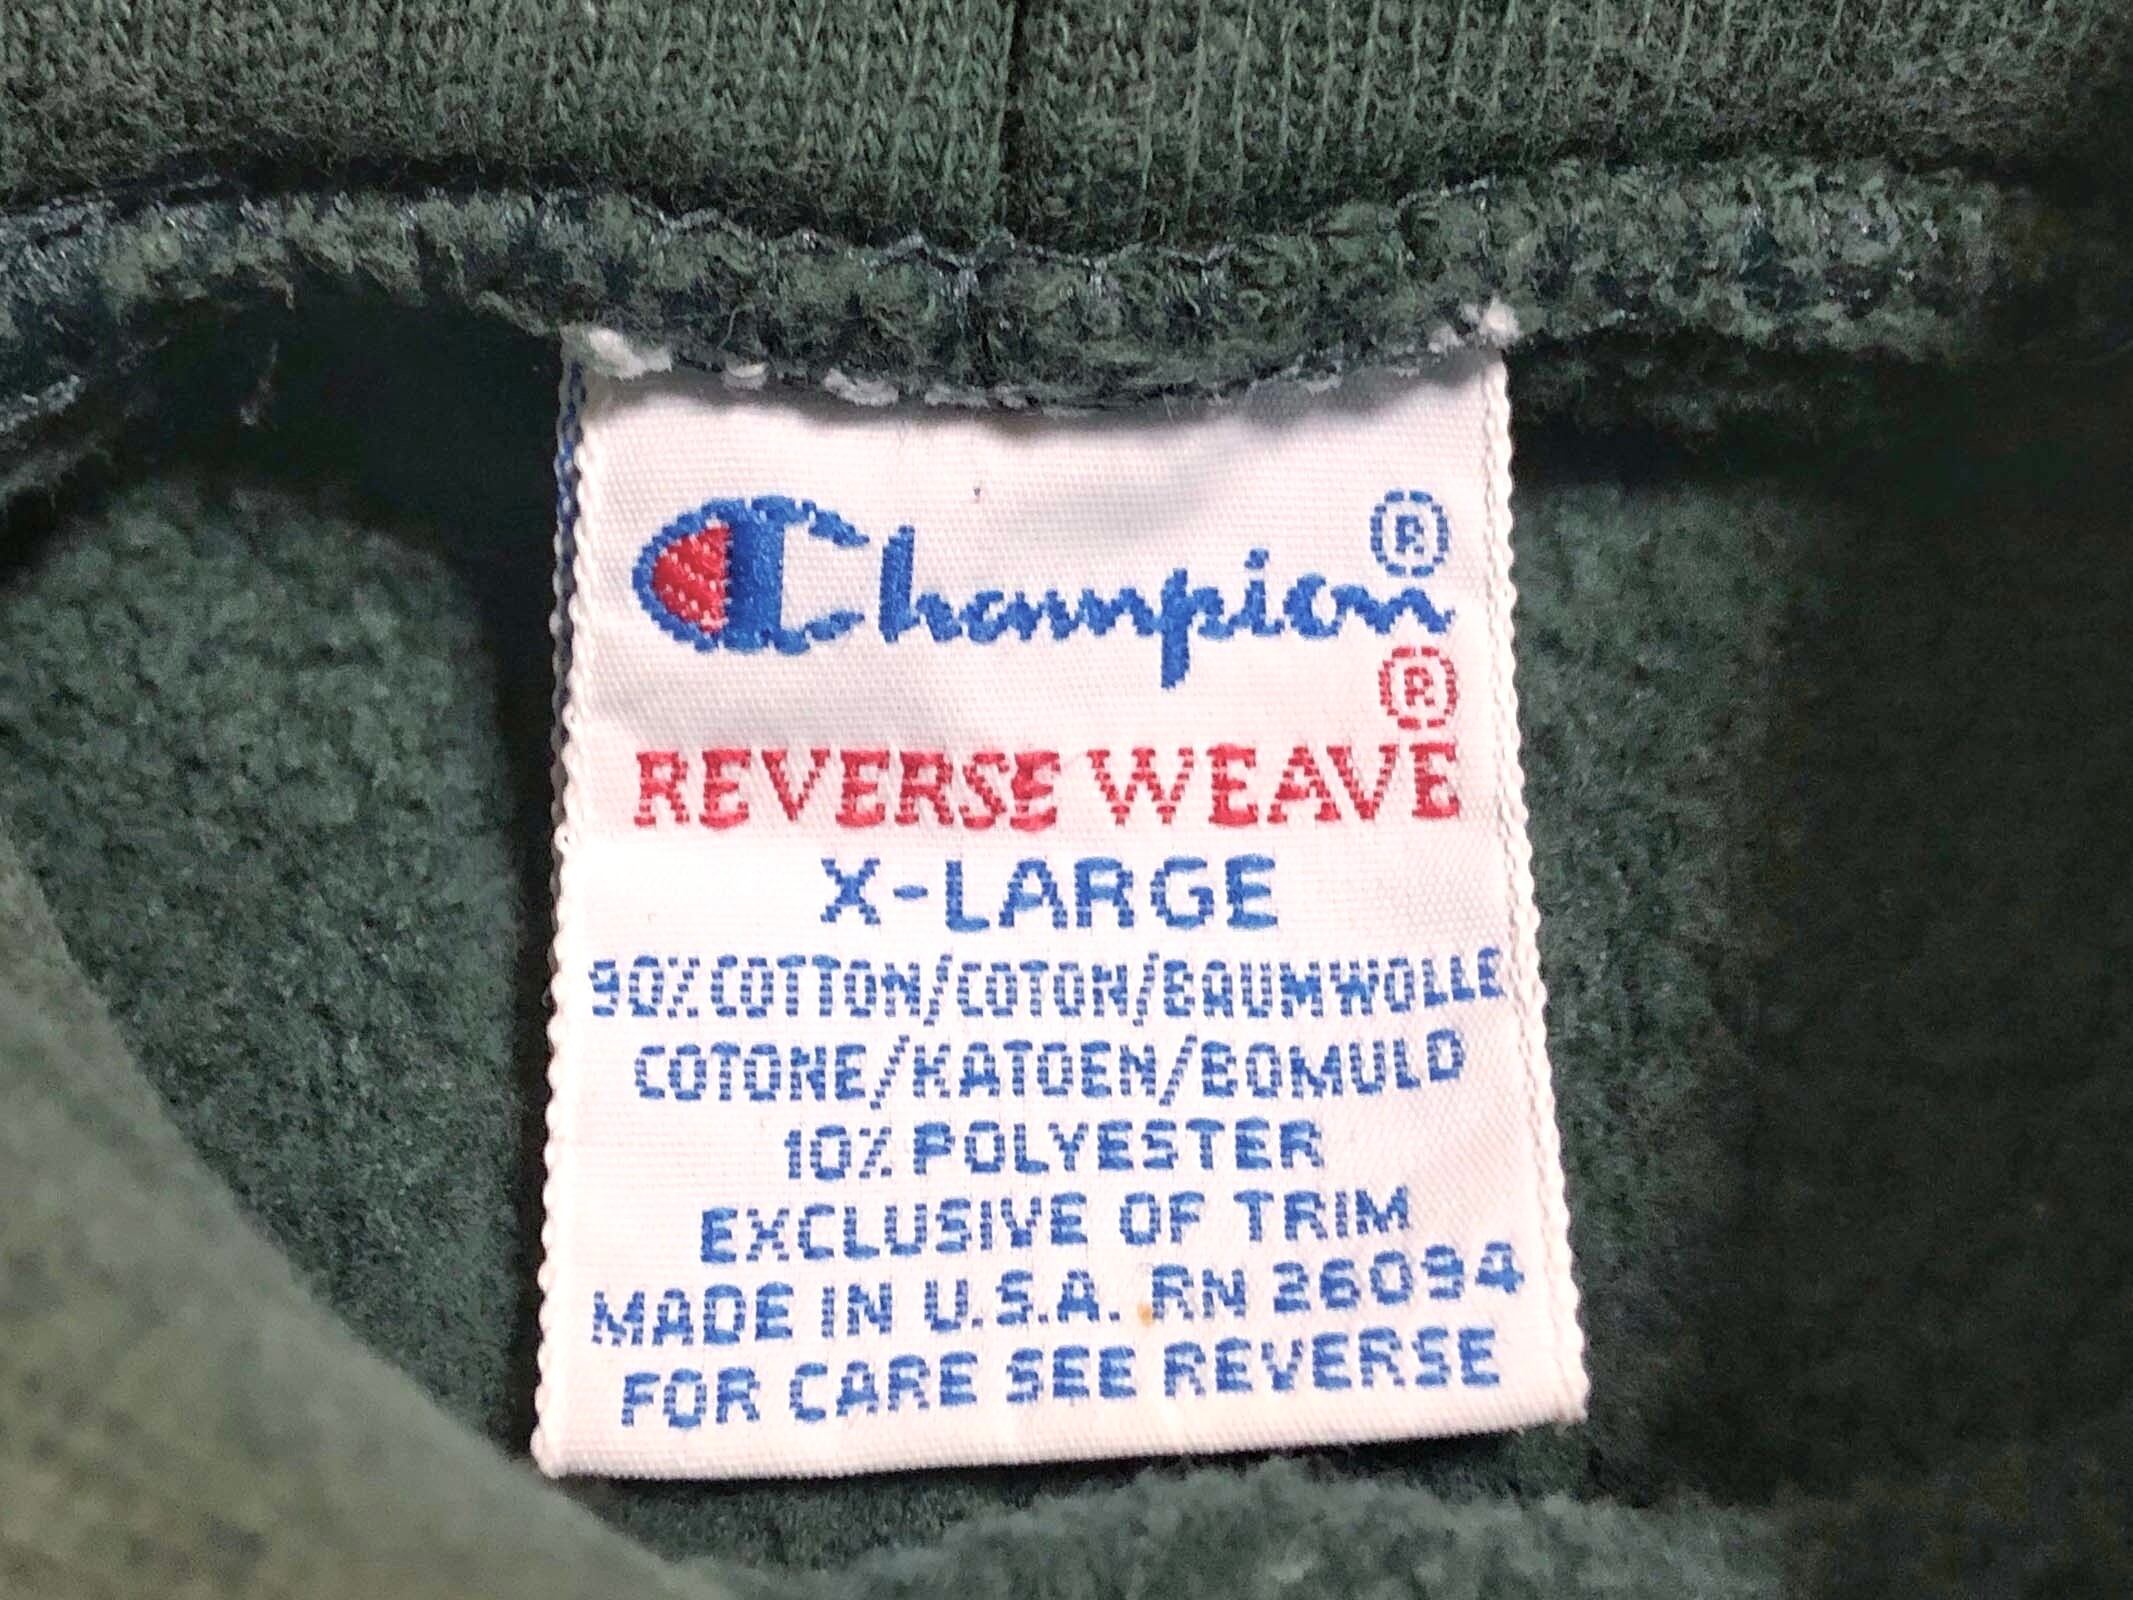 Champion®
®
REVERSE WEAVE
X-LARGE
90% COTTON/COTON/BAUMWOLLE
COTONE/KATOEN/BOMULD
10% POLYESTER
EXCLUSIVE OF TRIM
MADE IN U.S.A. RN 26094
FOR CARE SEE REVERSE